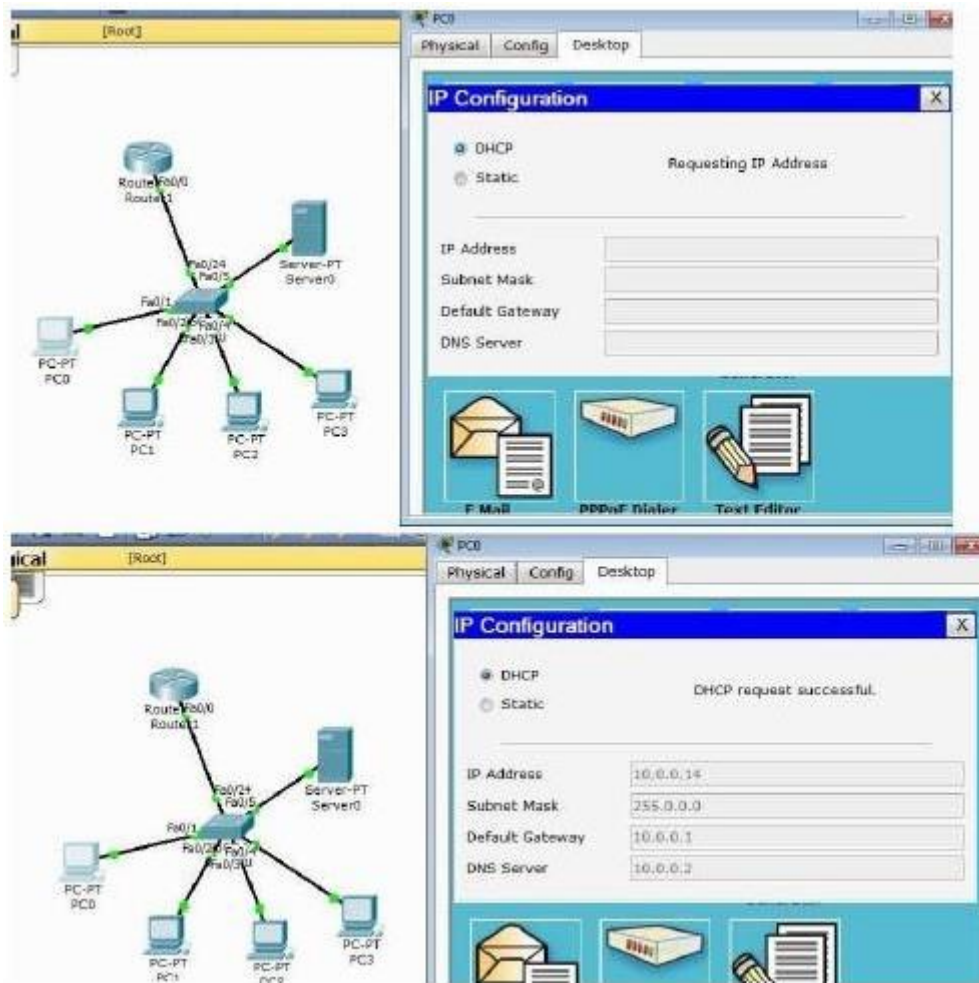 [Root]
PC0
Physical Config Desktop
IP Configuration X
DHCP
Static
Requesting IP Address
IP Address
Subnet Mask
Default Gateway
DNS Server
Fa0/0
Router1
Fa0/24
Fa0/5
Server-PT
Server0
Fa0/1
Fa0/4
PC-PT
PC0
PC-PT
PC1
PC-PT
PC2
PC-PT
PC3
E Mail PPPoE Dialer Text Editor
ical [Root]
PC0
Physical Config Desktop
IP Configuration X
DHCP
Static
DHCP request successful.
IP Address 10.0.0.14
Subnet Mask 255.0.0.0
Default Gateway 10.0.0.1
DNS Server 10.0.0.2
Fa0/0
Router1
Fa0/24
Fa0/5
Server-PT
Server0
Fa0/1
PC-PT
PC0
PC-PT
PC1
PC-PT
PC2
PC-PT
PC3